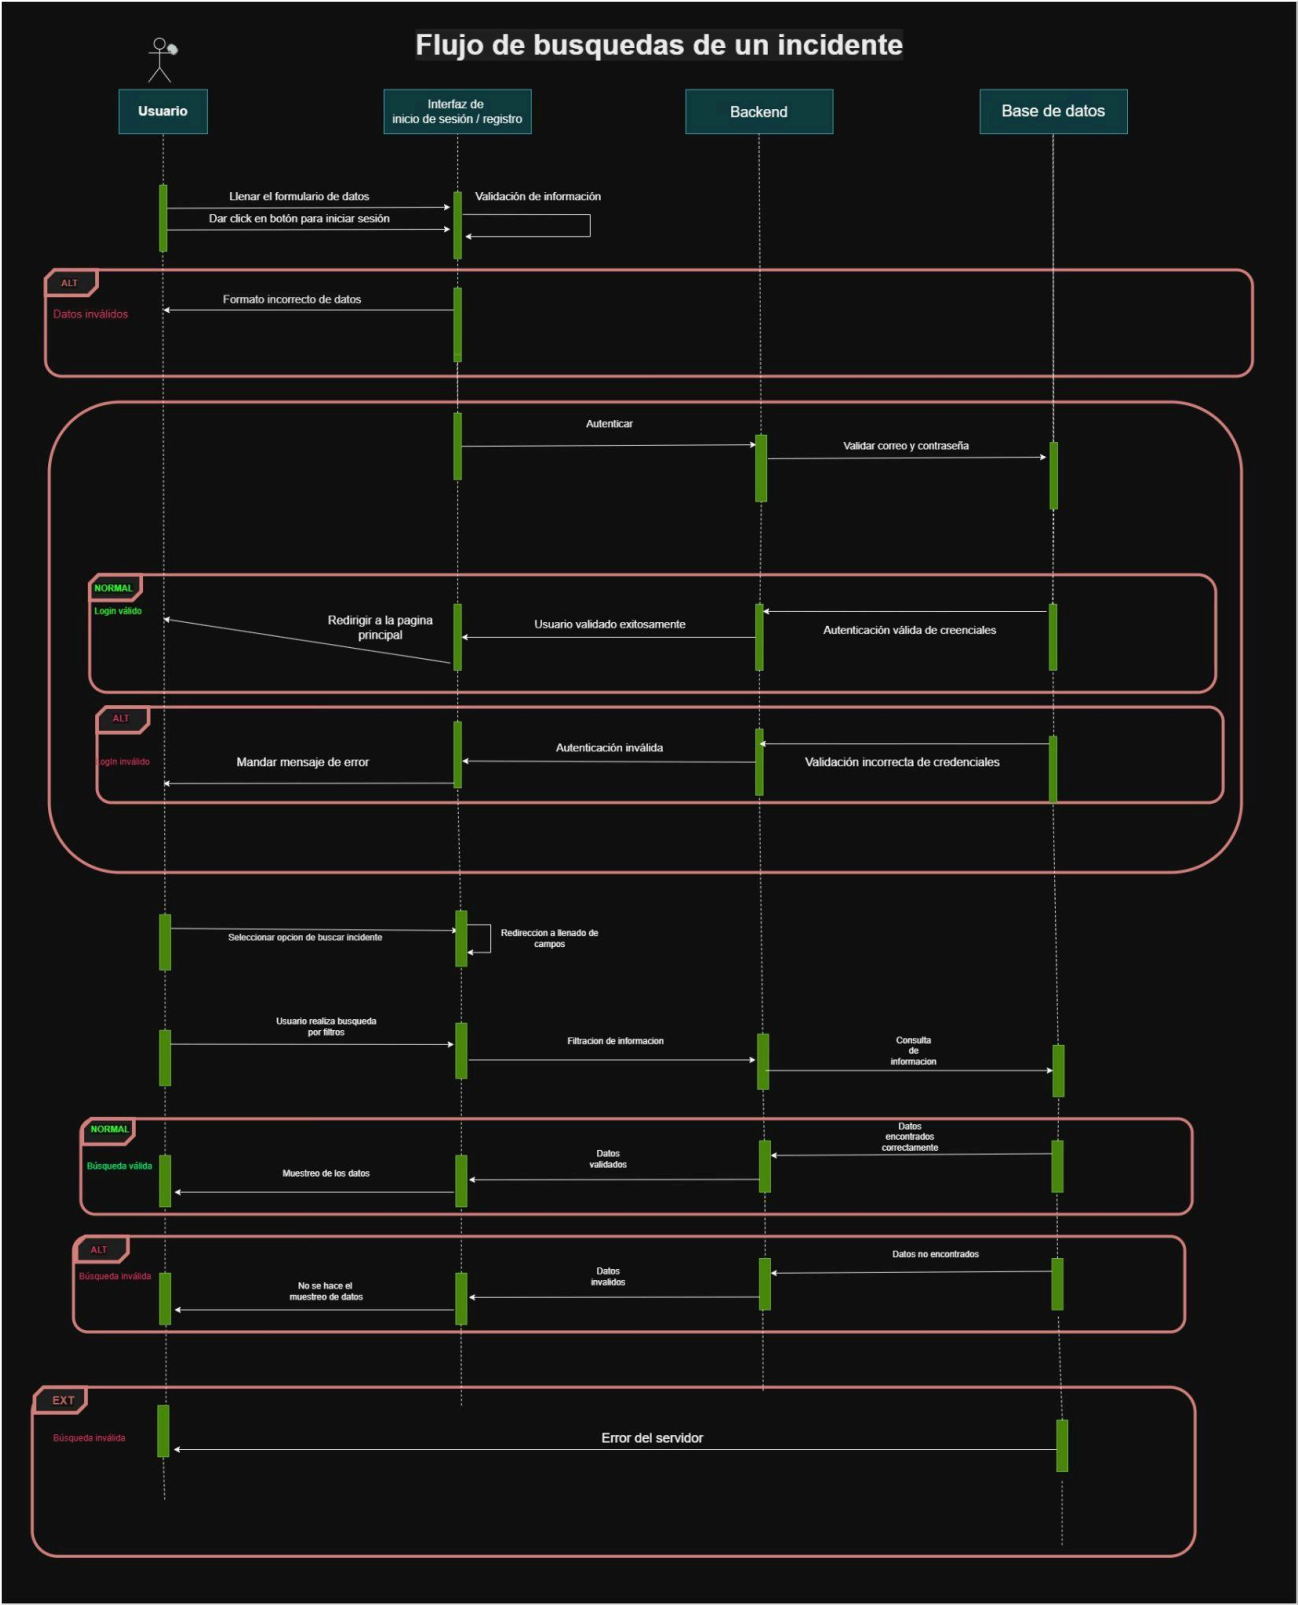 Flujo de busquedas de un incidente
Usuario
Interfaz de
inicio de sesión / registro
Backend
Base de datos
Llenar el formulario de datos
Validación de información
Dar click en botón para iniciar sesión
ALT
Datos inválidos
Formato incorrecto de datos
Autenticar
Validar correo y contraseña
NORMAL
Login válido
Redirigir a la pagina
principal
Usuario validado exitosamente
Autenticación válida de creenciales
ALT
LogIn inválido
Mandar mensaje de error
Autenticación inválida
Validación incorrecta de credenciales
Seleccionar opcion de buscar incidente
Redireccion a llenado de
campos
Usuario realiza busqueda
por filtros
Filtracion de informacion
Consulta
de
informacion
NORMAL
Búsqueda válida
Muestreo de los datos
Datos
validados
Datos
encontrados
correctamente
ALT
Búsqueda inválida
No se hace el
muestreo de datos
Datos
invalidos
Datos no encontrados
EXT
Búsqueda inválida
Error del servidor